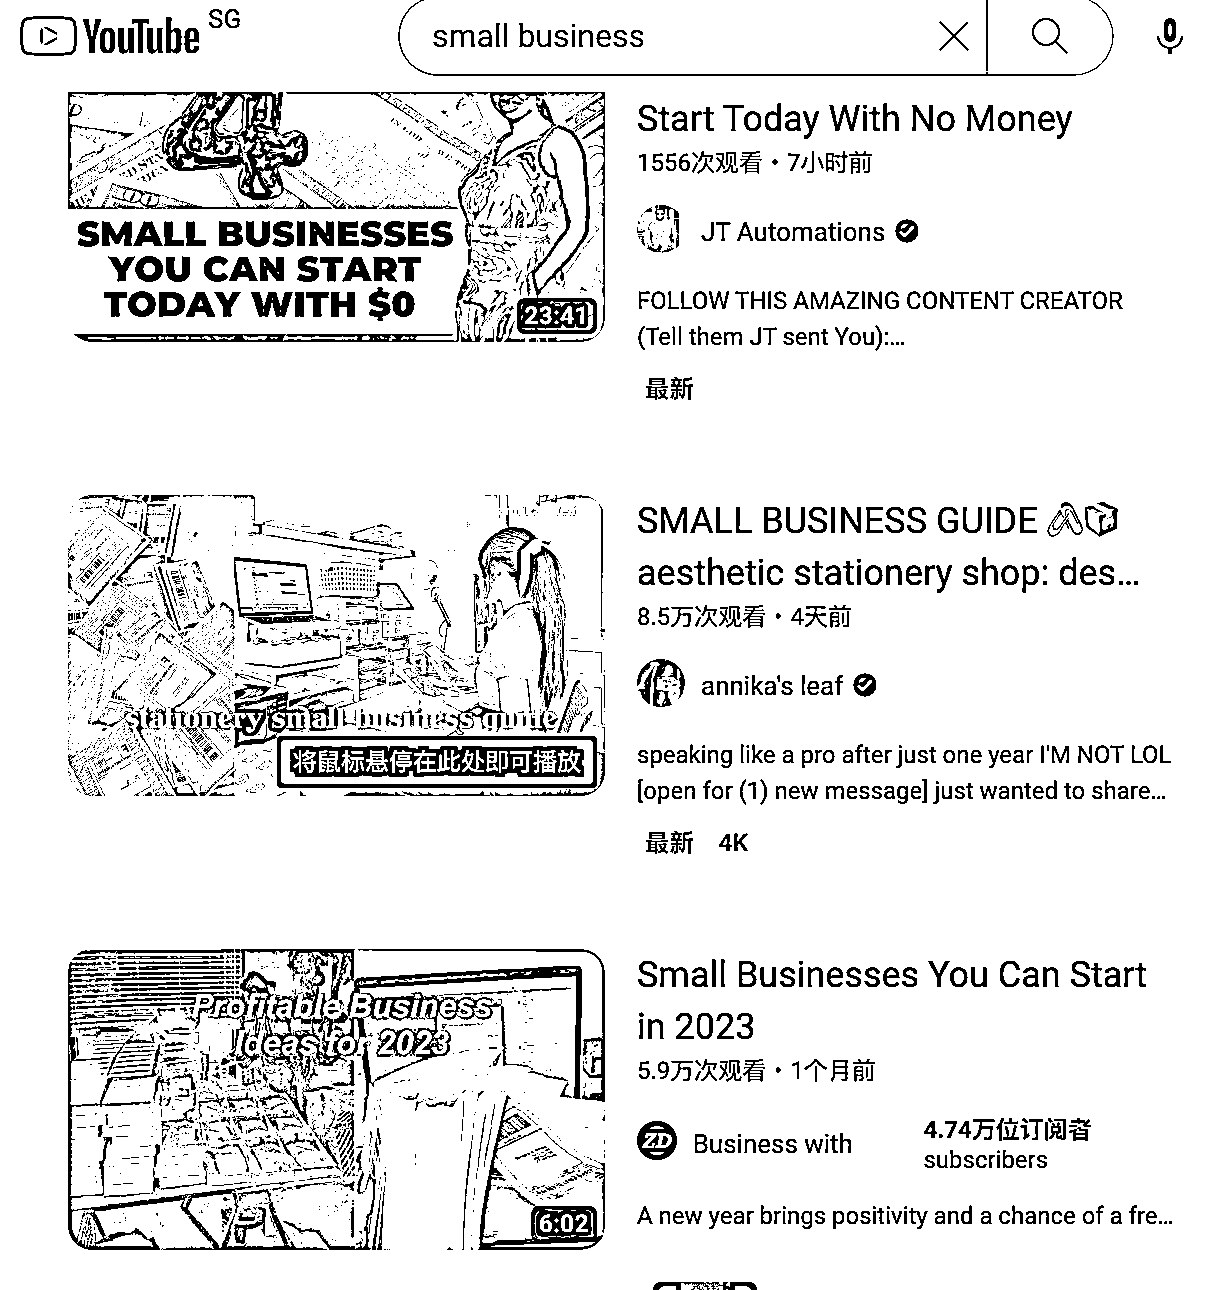 YouTube SG
small business
SMALL BUSINESSES
YOU CAN START
TODAY WITH $0
23:41
Start Today With No Money
1556次观看・7小时前
JT Automations
FOLLOW THIS AMAZING CONTENT CREATOR
(Tell them JT sent You):...
最新
stationery small business guide
将鼠标悬停在此处即可播放
SMALL BUSINESS GUIDE
aesthetic stationery shop: des...
8.5万次观看・4天前
annika's leaf
speaking like a pro after just one year I'M NOT LOL
[open for (1) new message] just wanted to share...
最新 4K
Profitable Business
Ideas for 2023
6:02
Small Businesses You Can Start
in 2023
5.9万次观看・1个月前
ZD
Business with
4.74万位订阅者
subscribers
A new year brings positivity and a chance of a fre...